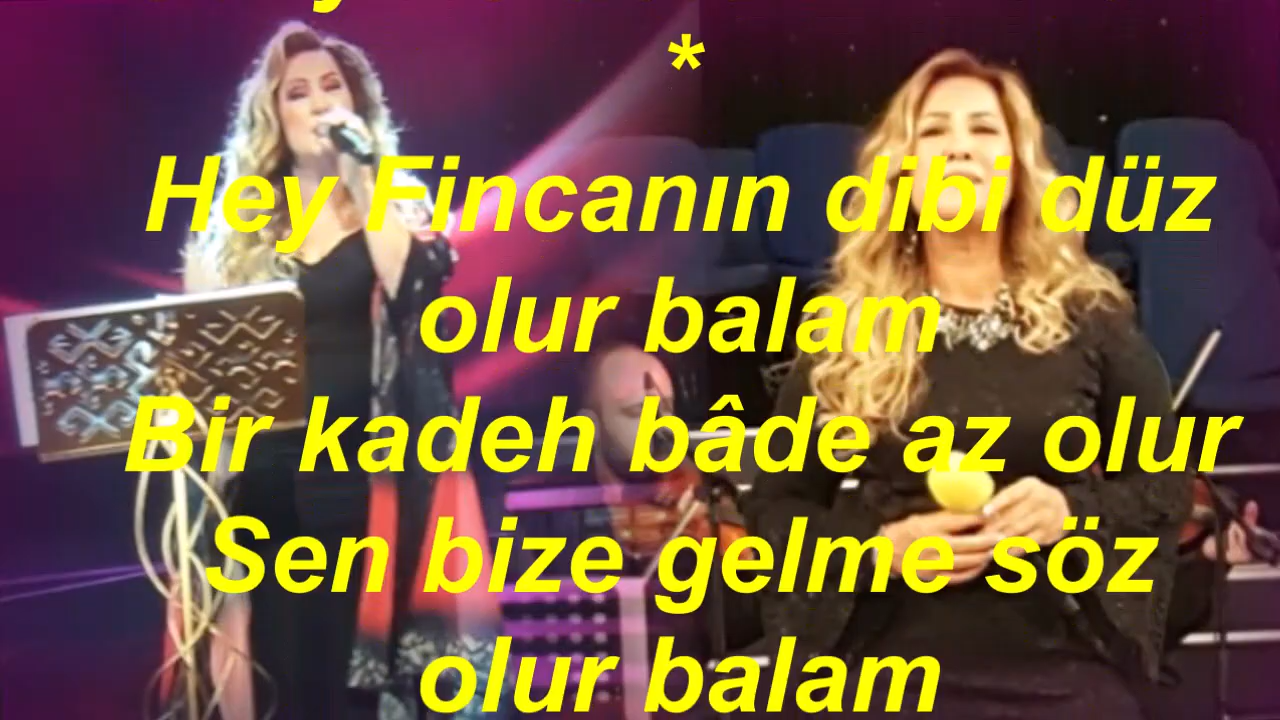 *
Hey Fincanın dibi düz
olur balam
Bir kadeh bâde az olur
Sen bize gelme söz
olur balam